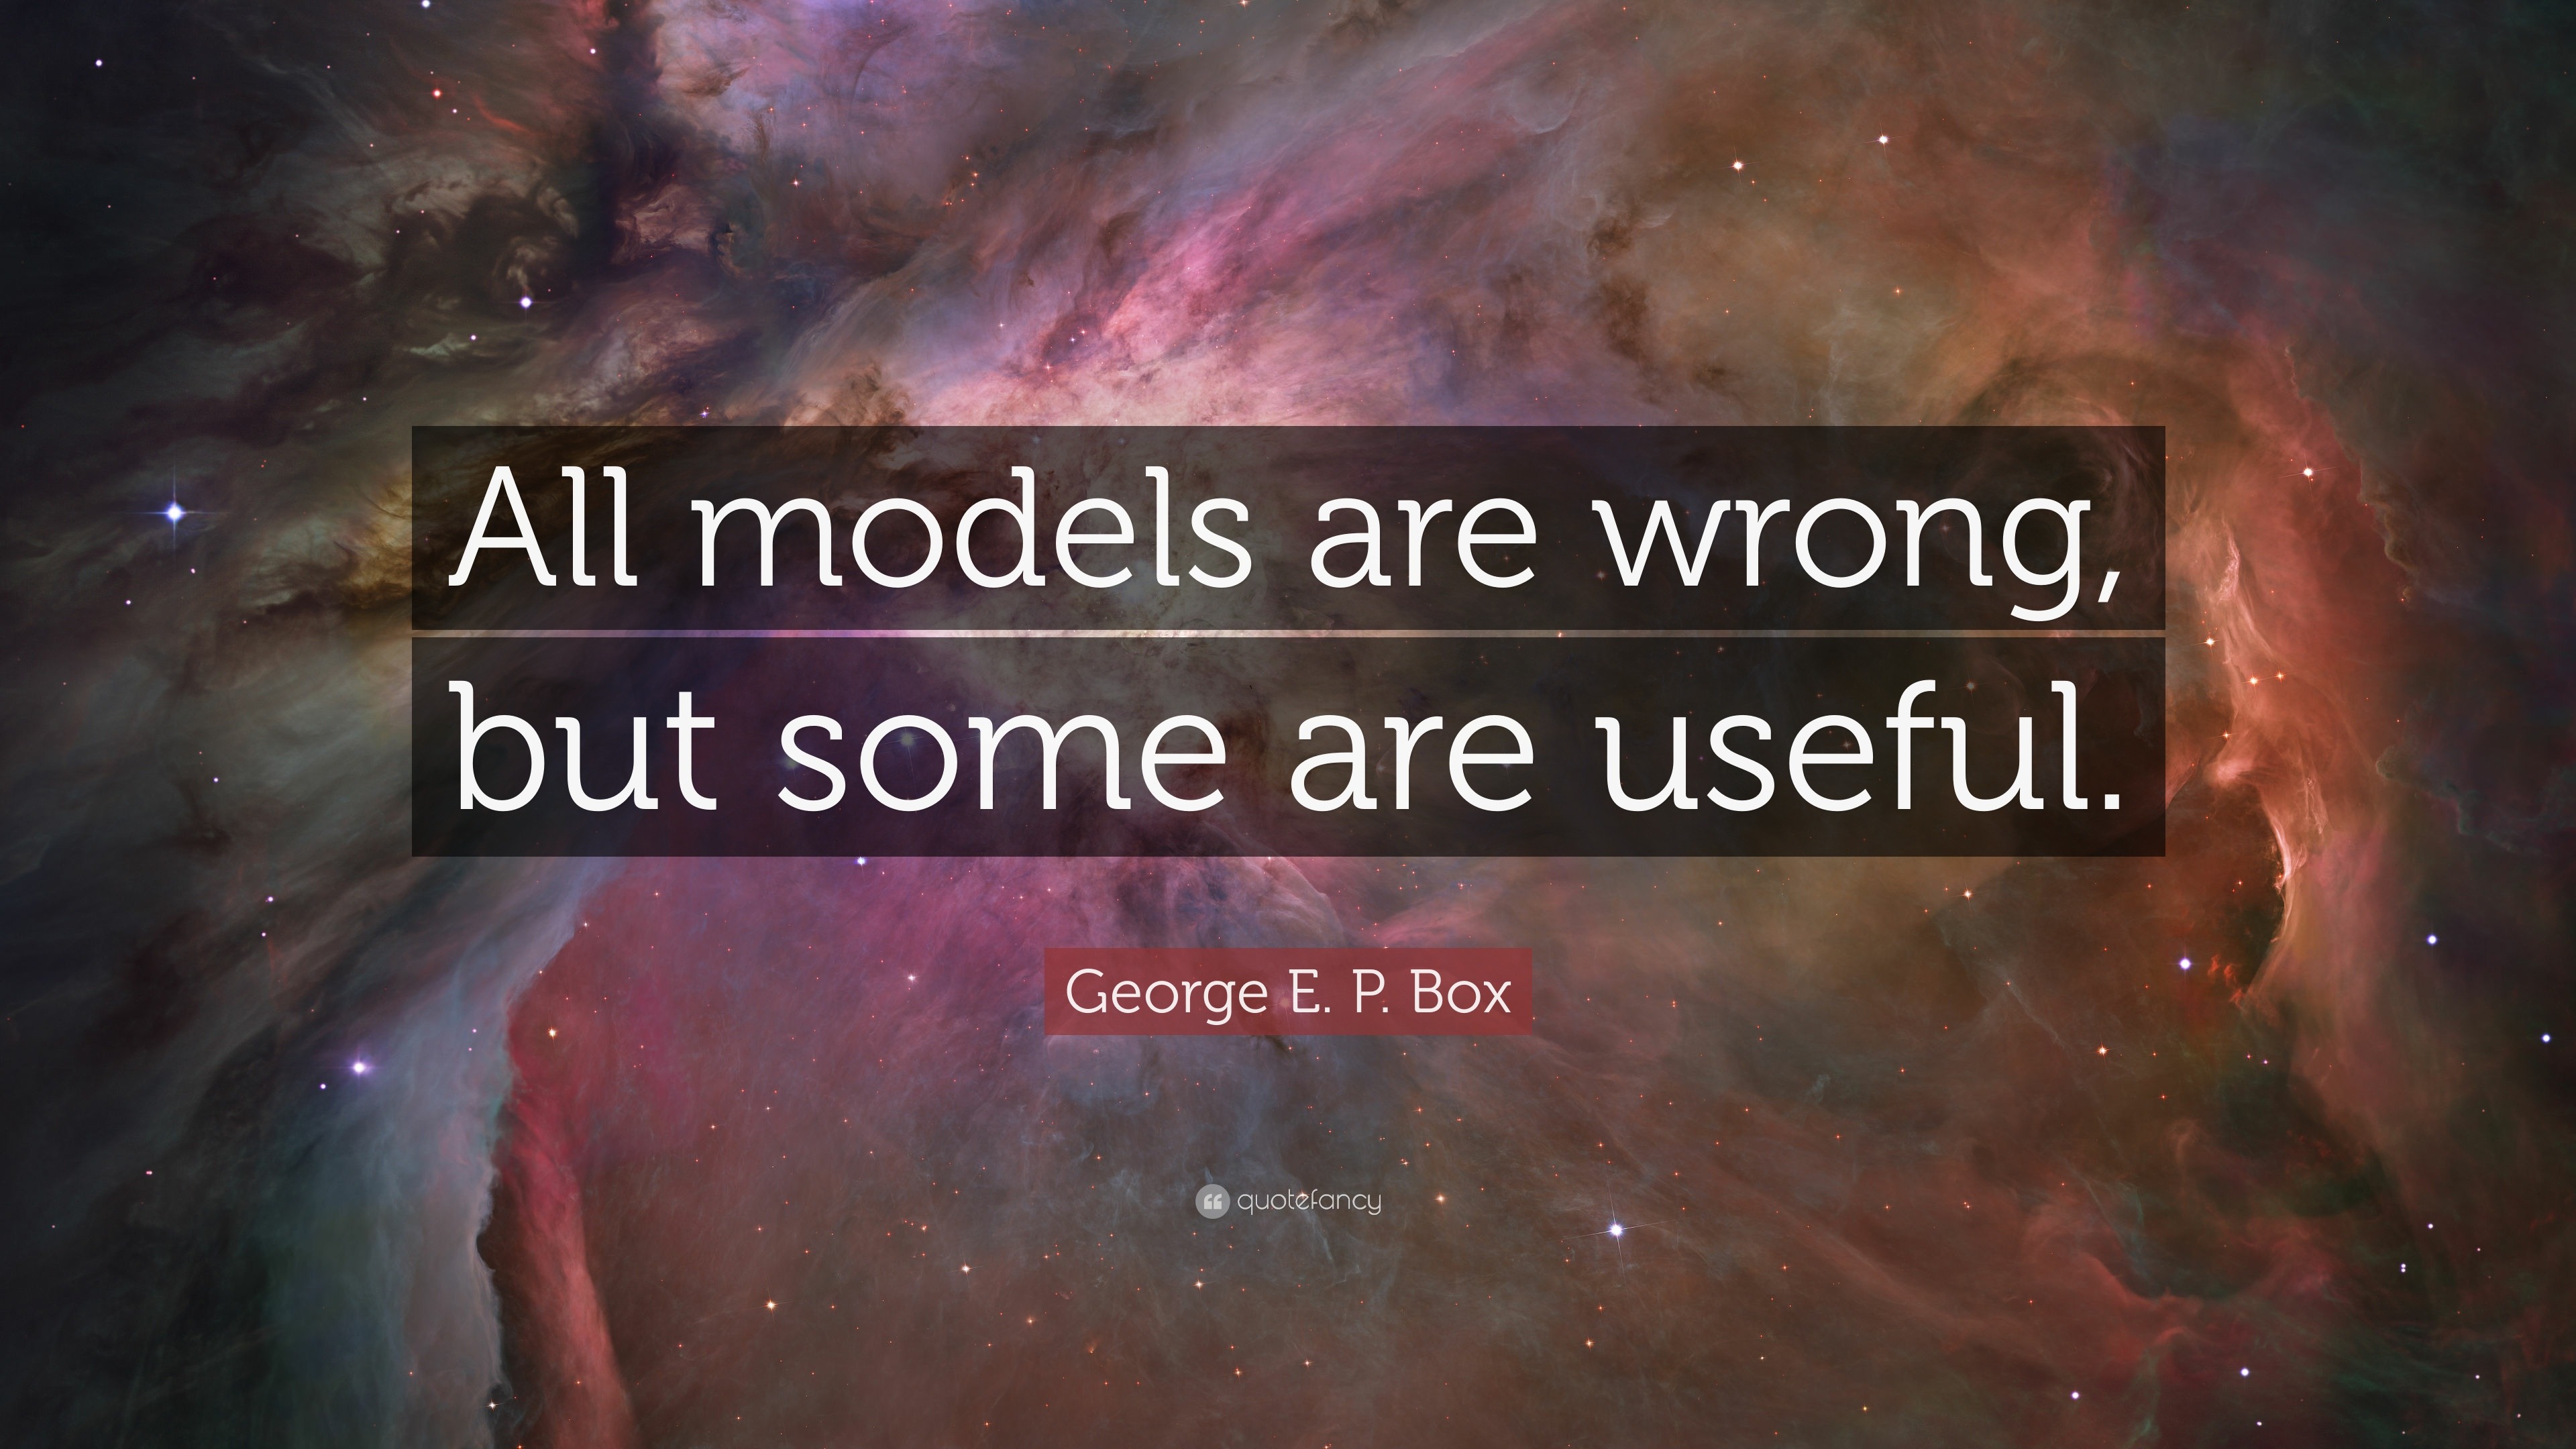 All models are wrong,
but some are useful.
George E. P. Box
quotefancy